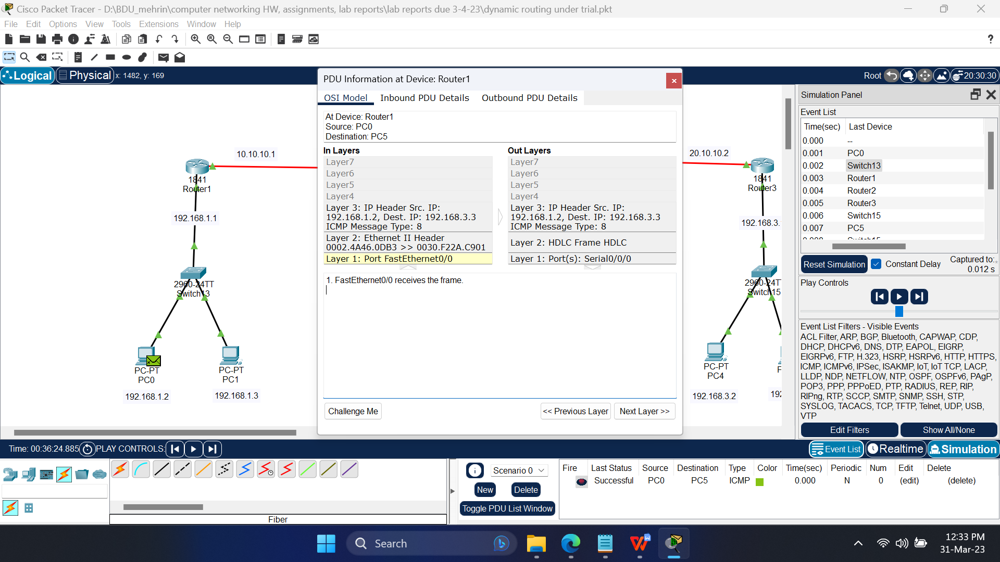 Cisco Packet Tracer - D:\BDU_mehrin\computer networking HW, assignments, lab reports\lab reports due 3-4-23\dynamic routing under trial.pkt
File Edit Options View Tools Extensions Window Help
?
Logical Physical x: 1482, y: 169
Root 20:30:30
PDU Information at Device: Router1
OSI Model Inbound PDU Details Outbound PDU Details
At Device: Router1
Source: PC0
Destination: PC5
In Layers
Layer7
Layer6
Layer5
Layer4
Layer 3: IP Header Src. IP:
192.168.1.2, Dest. IP: 192.168.3.3
ICMP Message Type: 8
Layer 2: Ethernet II Header
0002.4A46.0DB3 >> 0030.F22A.C901
Layer 1: Port FastEthernet0/0
Out Layers
Layer7
Layer6
Layer5
Layer4
Layer 3: IP Header Src. IP:
192.168.1.2, Dest. IP: 192.168.3.3
ICMP Message Type: 8
Layer 2: HDLC Frame HDLC
Layer 1: Port(s): Serial0/0/0
1. FastEthernet0/0 receives the frame.
Challenge Me
<< Previous Layer
Next Layer >>
10.10.10.1
1841
Router1
192.168.1.1
2960-24TT
Switch13
PC-PT
PC0
192.168.1.2
PC-PT
PC1
192.168.1.3
20.10.10.2
1841
Router3
192.168.3.
2960-24T
Switch15
PC-PT
PC4
192.168.3.2
P
192
Simulation Panel
Event List
Time(sec) Last Device
0.000 --
0.001 PC0
0.002 Switch13
0.003 Router1
0.004 Router2
0.005 Router3
0.006 Switch15
0.007 PC5
0.008 Switch15
Reset Simulation Constant Delay Captured to:
0.012 s
Play Controls
Event List Filters - Visible Events
ACL Filter, ARP, BGP, Bluetooth, CAPWAP, CDP,
DHCP, DHCPv6, DNS, DTP, EAPOL, EIGRP,
EIGRPv6, FTP, H.323, HSRP, HSRPv6, HTTP, HTTPS,
ICMP, ICMPv6, IPSec, ISAKMP, IoT, IoT TCP, LACP,
LLDP, NDP, NETFLOW, NTP, OSPF, OSPFv6, PAgP,
POP3, PPP, PPPoED, PTP, RADIUS, REP, RIP,
RIPng, RTP, SCCP, SMTP, SNMP, SSH, STP,
SYSLOG, TACACS, TCP, TFTP, Telnet, UDP, USB,
VTP
Edit Filters Show All/None
Time: 00:36:24.885 PLAY CONTROLS:
Event List Realtime Simulation
Fiber
Scenario 0
New Delete
Toggle PDU List Window
Fire Last Status Source Destination Type Color Time(sec) Periodic Num Edit Delete
Successful PC0 PC5 ICMP 0.000 N 0 (edit) (delete)
Search
12:33 PM
31-Mar-23